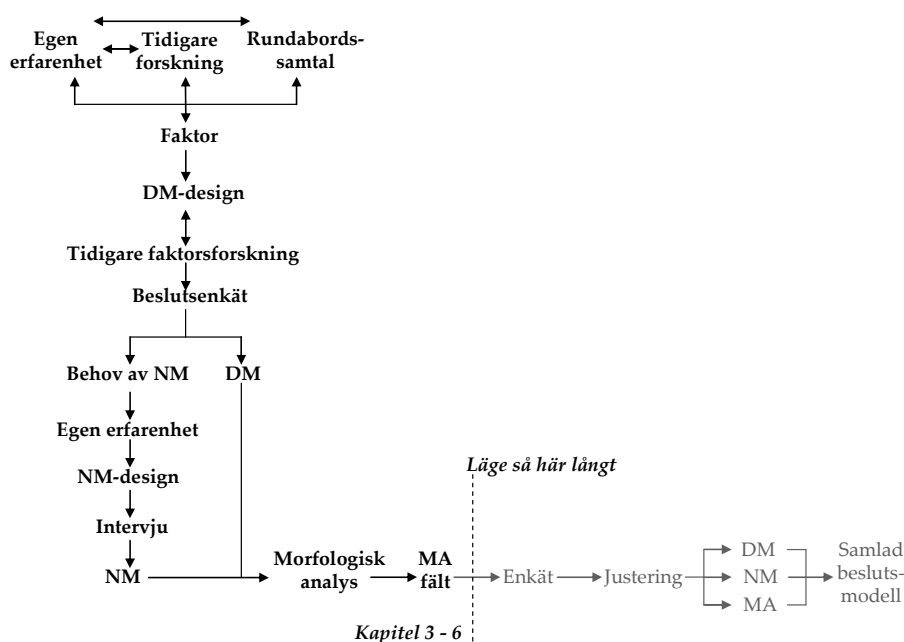 Egen
erfarenhet
Tidigare
forskning
Rundabords-
samtal
Faktor
DM-design
Tidigare faktorsforskning
Beslutsenkät
Behov av NM
DM
Egen erfarenhet
NM-design
Intervju
NM
Morfologisk
analys
MA
fält
Läge så här långt
Kapitel 3 - 6
Enkät
Justering
DM
NM
MA
Samlad
besluts-
modell